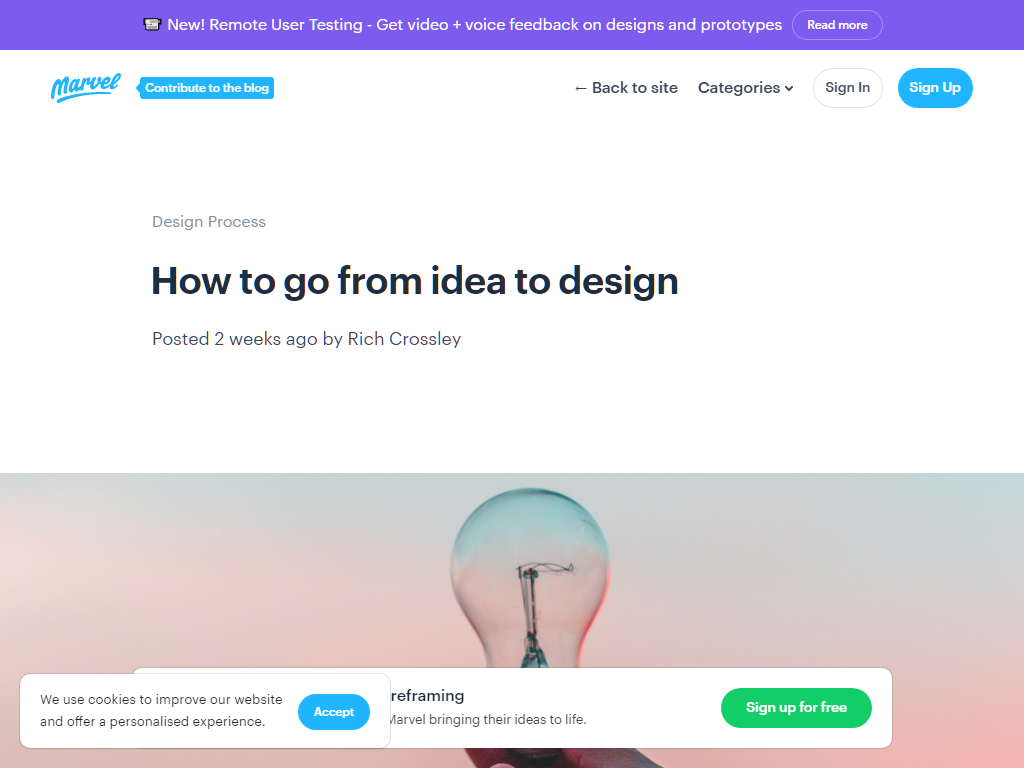 New! Remote User Testing - Get video + voice feedback on designs and prototypes
Read more
Marvel
Contribute to the blog
← Back to site
Categories
Sign In
Sign Up
Design Process
How to go from idea to design
Posted 2 weeks ago by Rich Crossley
We use cookies to improve our website
and offer a personalised experience.
Accept
reframing
Marvel bringing their ideas to life.
Sign up for free